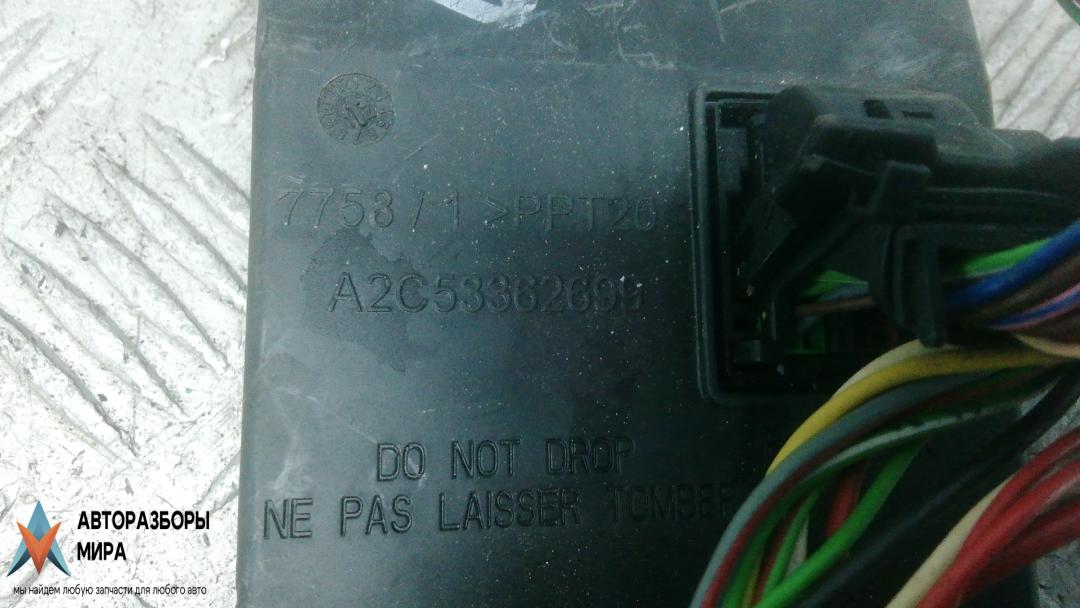 7758 / 1 >PPT20
A2C53362699
DO NOT DROP
NE PAS LAISSER TOMBER
АВТОРАЗБОРЫ
МИРА
мы найдем любую запчасти для любого авто